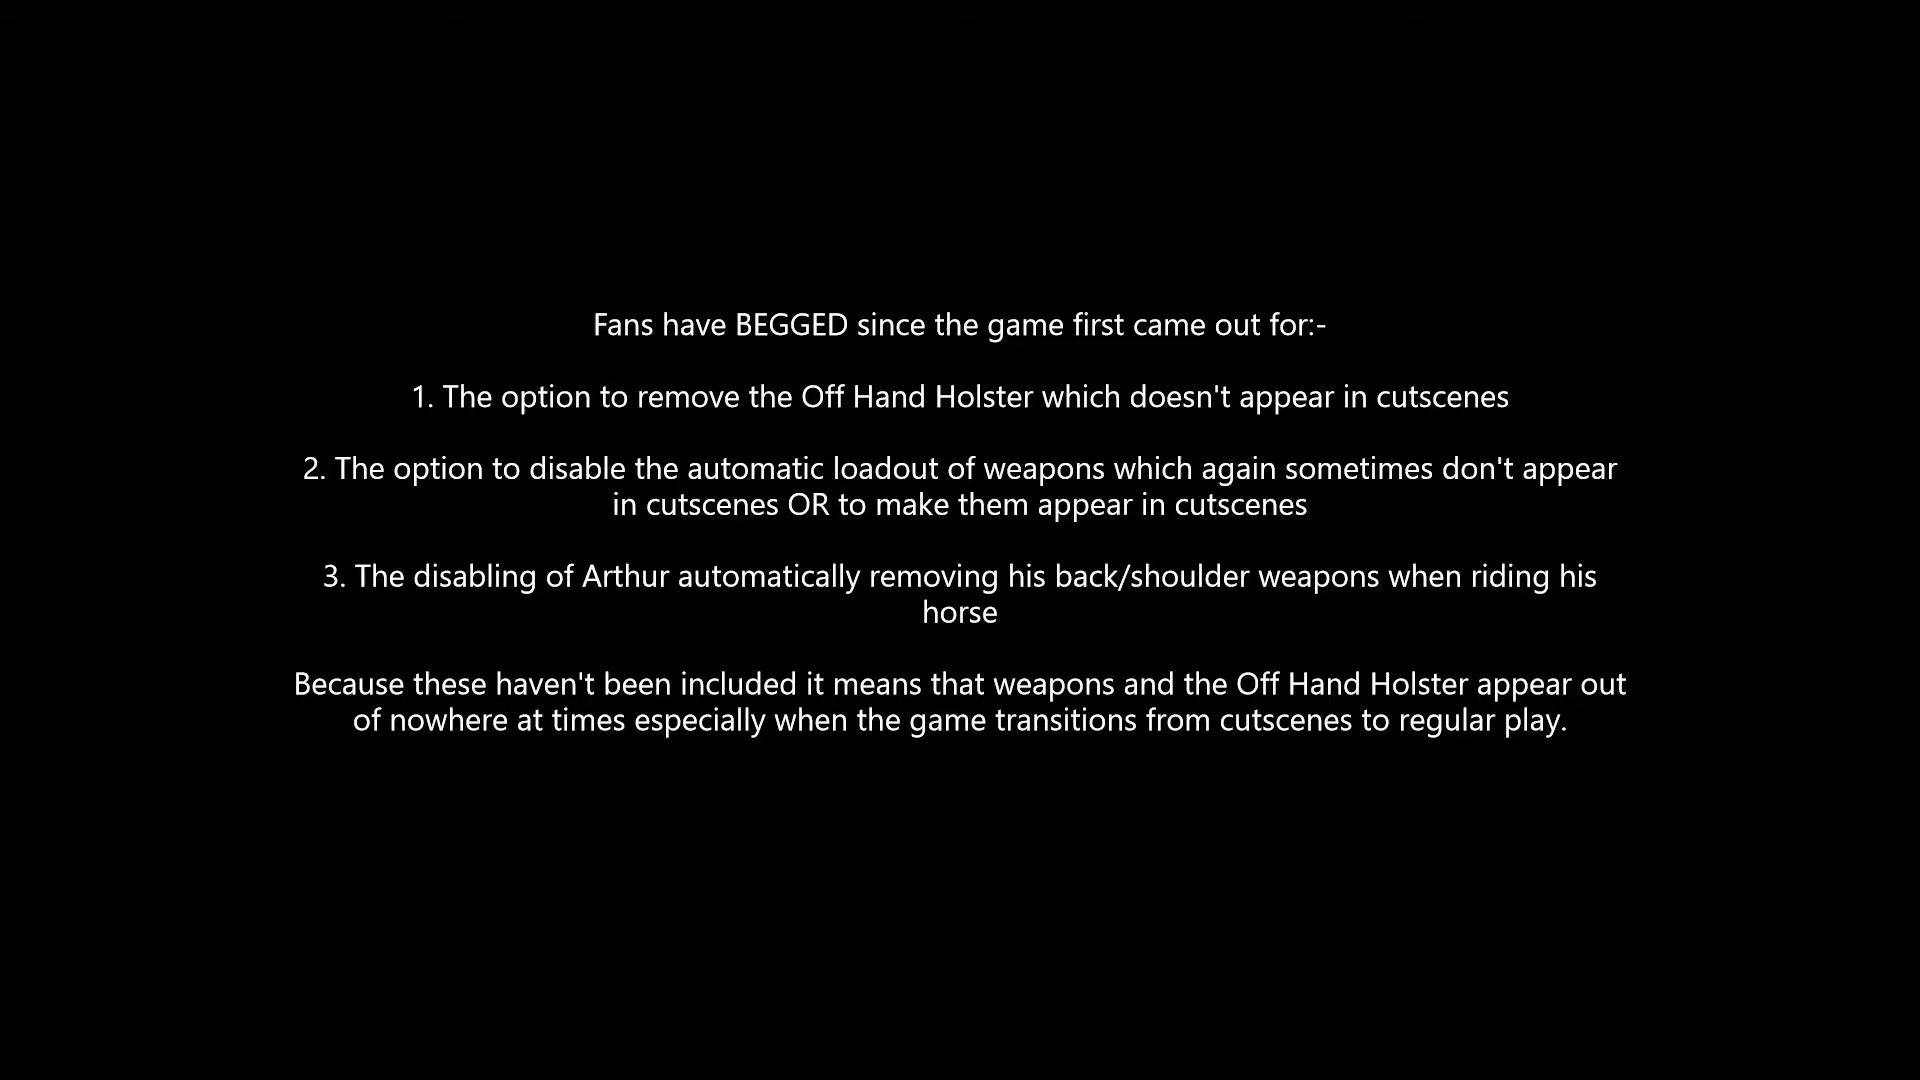 Fans have BEGGED since the game first came out for:-
1. The option to remove the Off Hand Holster which doesn't appear in cutscenes
2. The option to disable the automatic loadout of weapons which again sometimes don't appear
in cutscenes OR to make them appear in cutscenes
3. The disabling of Arthur automatically removing his back/shoulder weapons when riding his
horse
Because these haven't been included it means that weapons and the Off Hand Holster appear out
of nowhere at times especially when the game transitions from cutscenes to regular play.